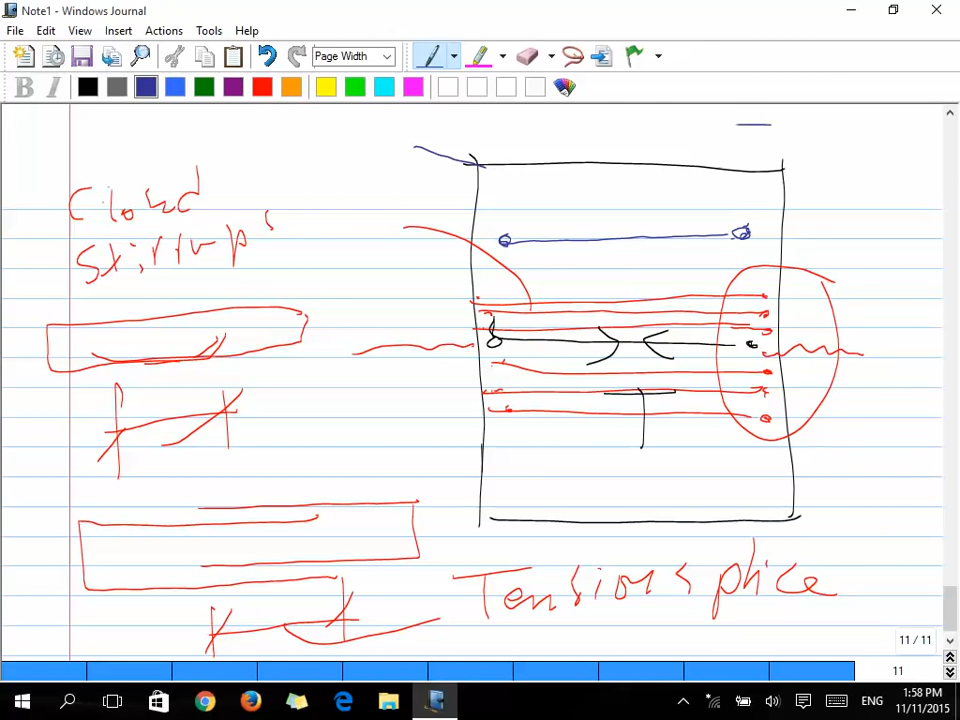 Note1 - Windows Journal
File Edit View Insert Actions Tools Help
Page Width
B I
Closed
Stirrups
Tension splice
11 / 11
11
ENG
1:58 PM
11/11/2015